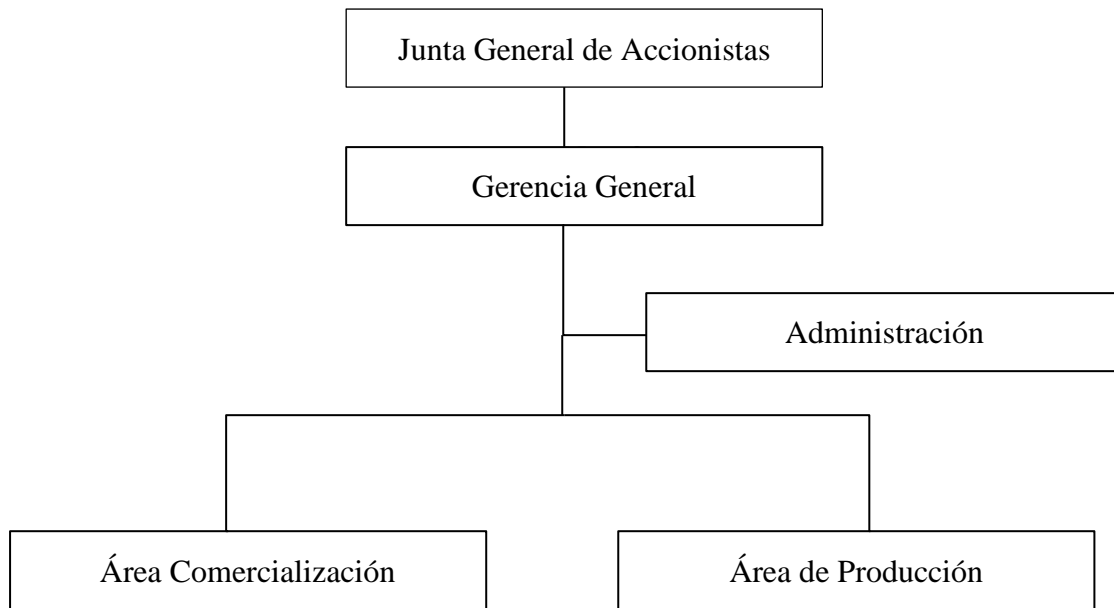 Junta General de Accionistas
Gerencia General
Administración
Área Comercialización
Área de Producción